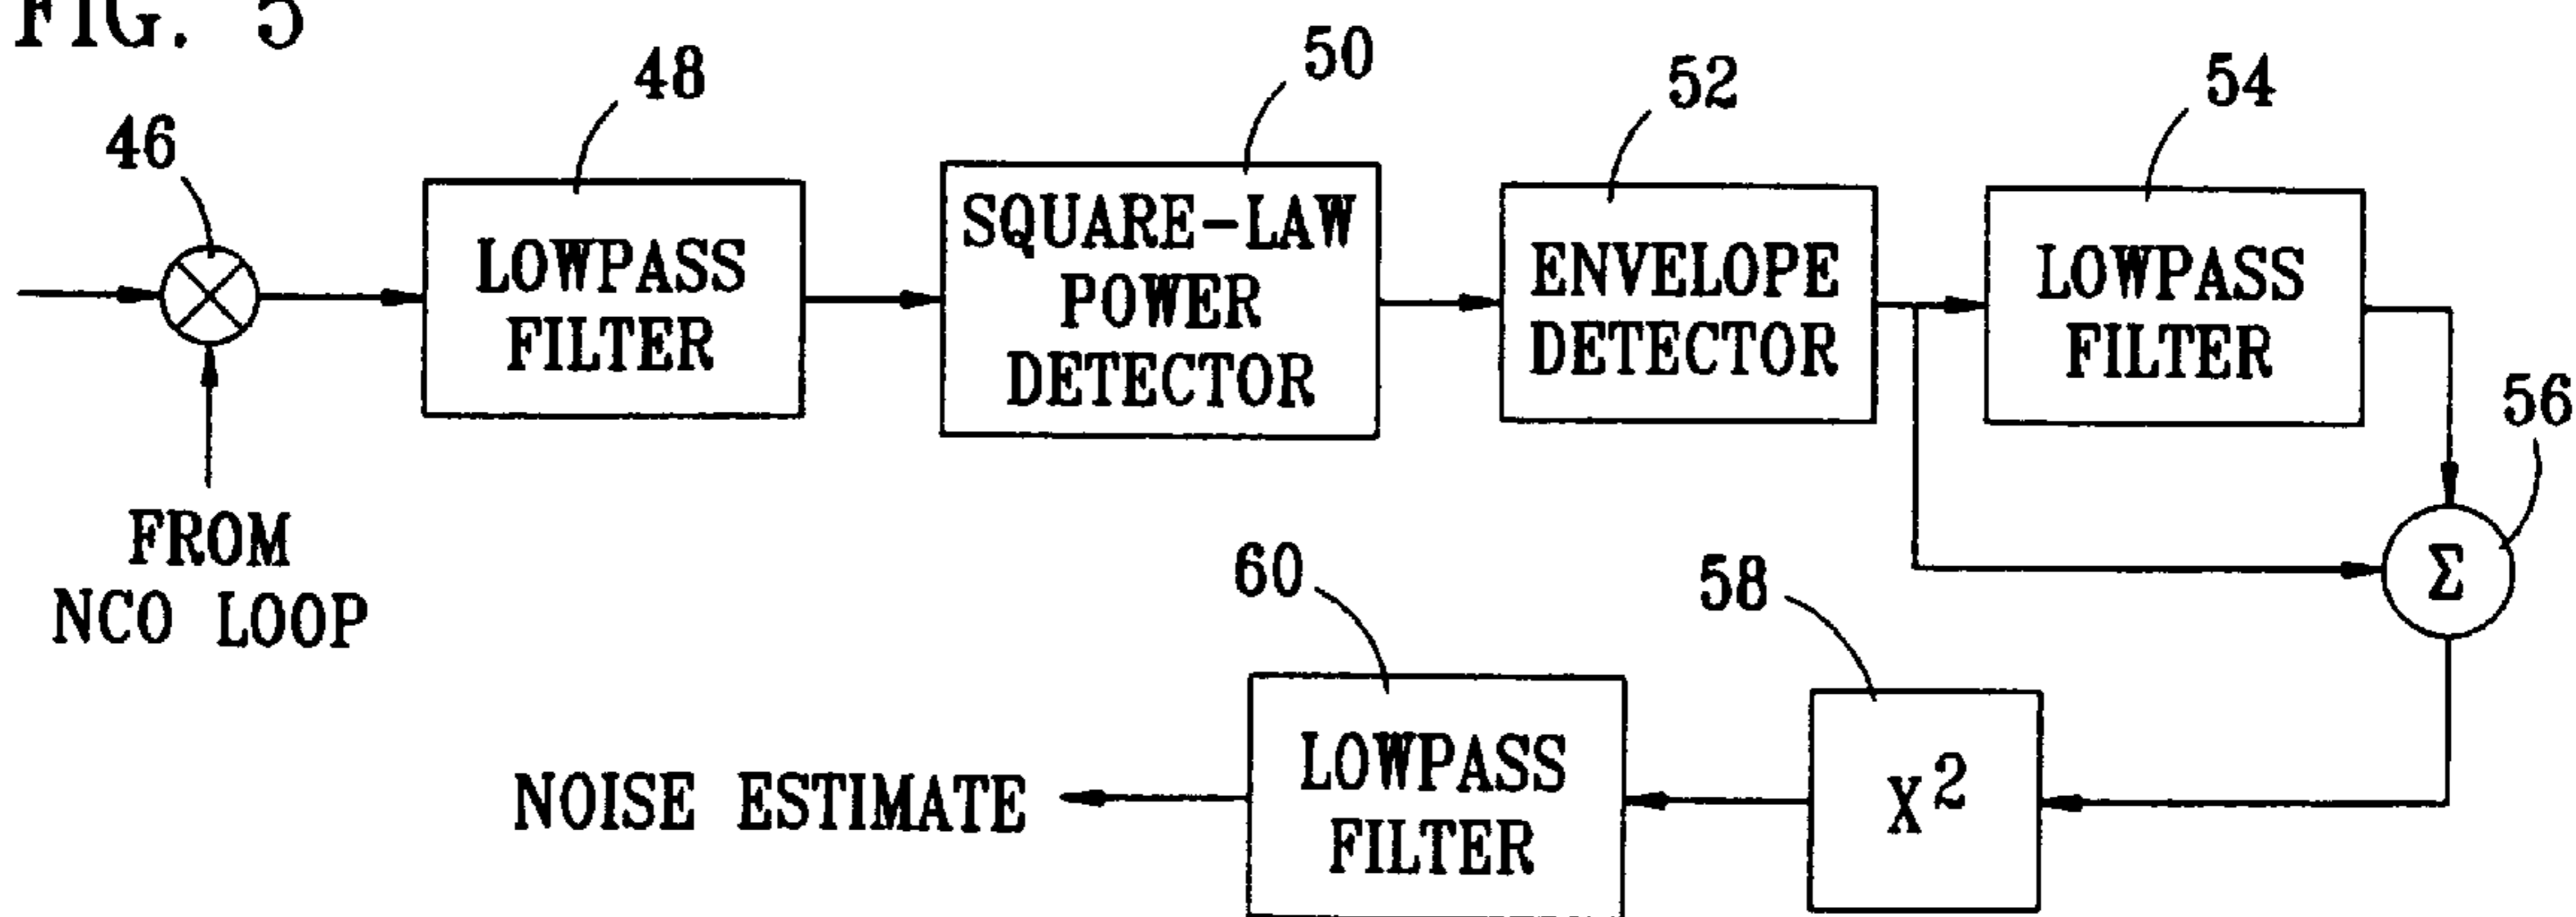 FIG. 5
46
48
50
52
54
LOWPASS
FILTER
SQUARE-LAW
POWER
DETECTOR
ENVELOPE
DETECTOR
LOWPASS
FILTER
FROM
NCO LOOP
56
Σ
58
X²
60
LOWPASS
FILTER
NOISE ESTIMATE